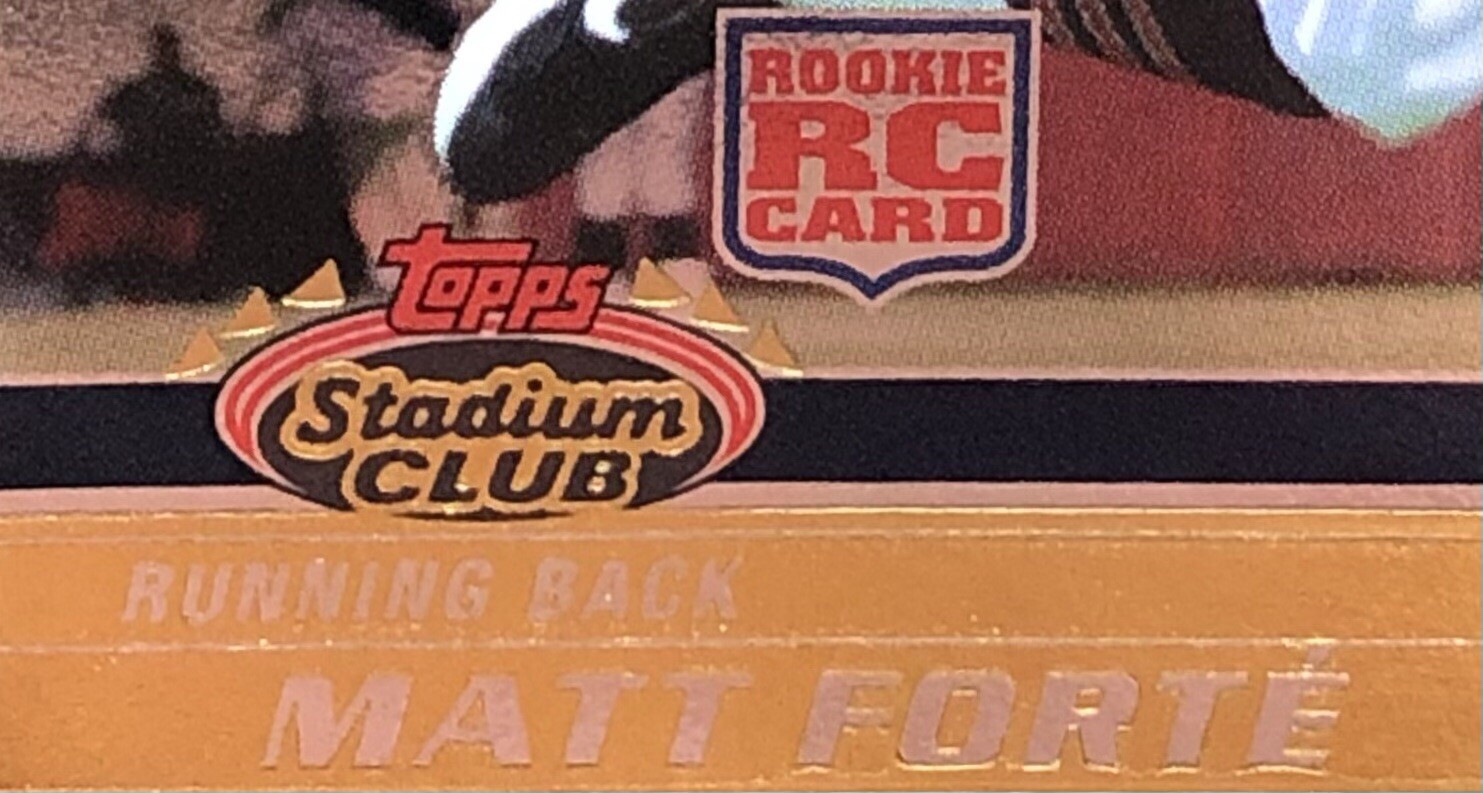 ROOKIE
RC
CARD
Topps
Stadium
CLUB
RUNNING BACK
MATT FORTÉ